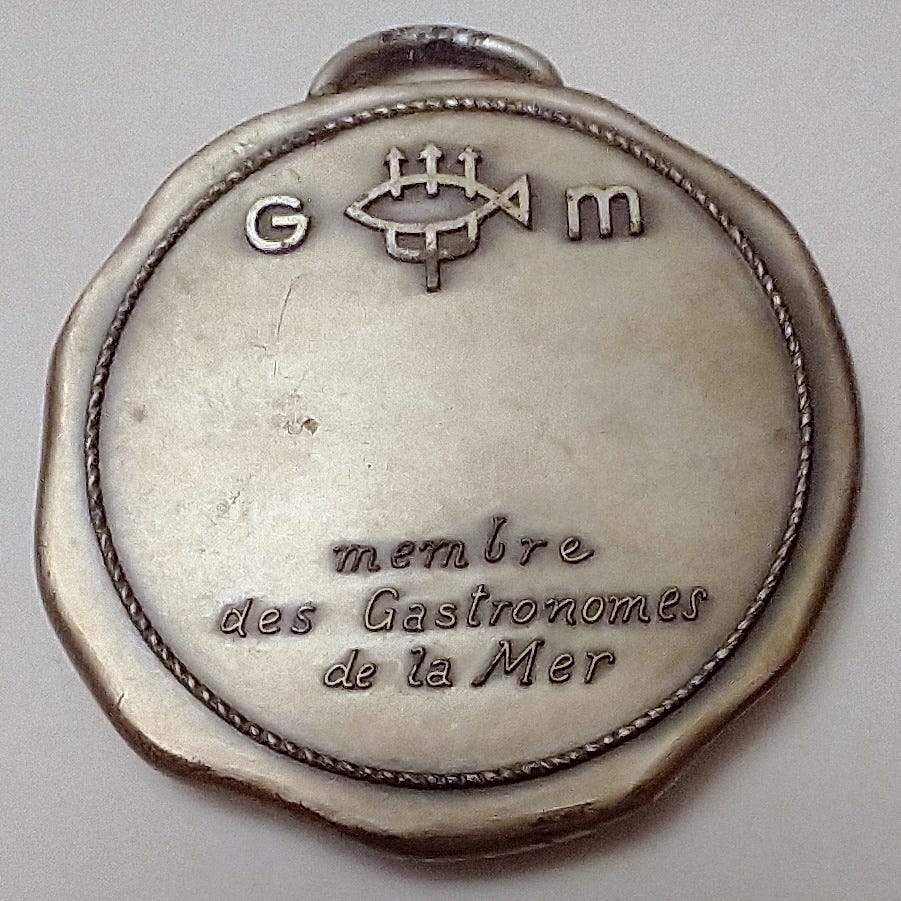 G m
membre
des Gastronomes
de la Mer